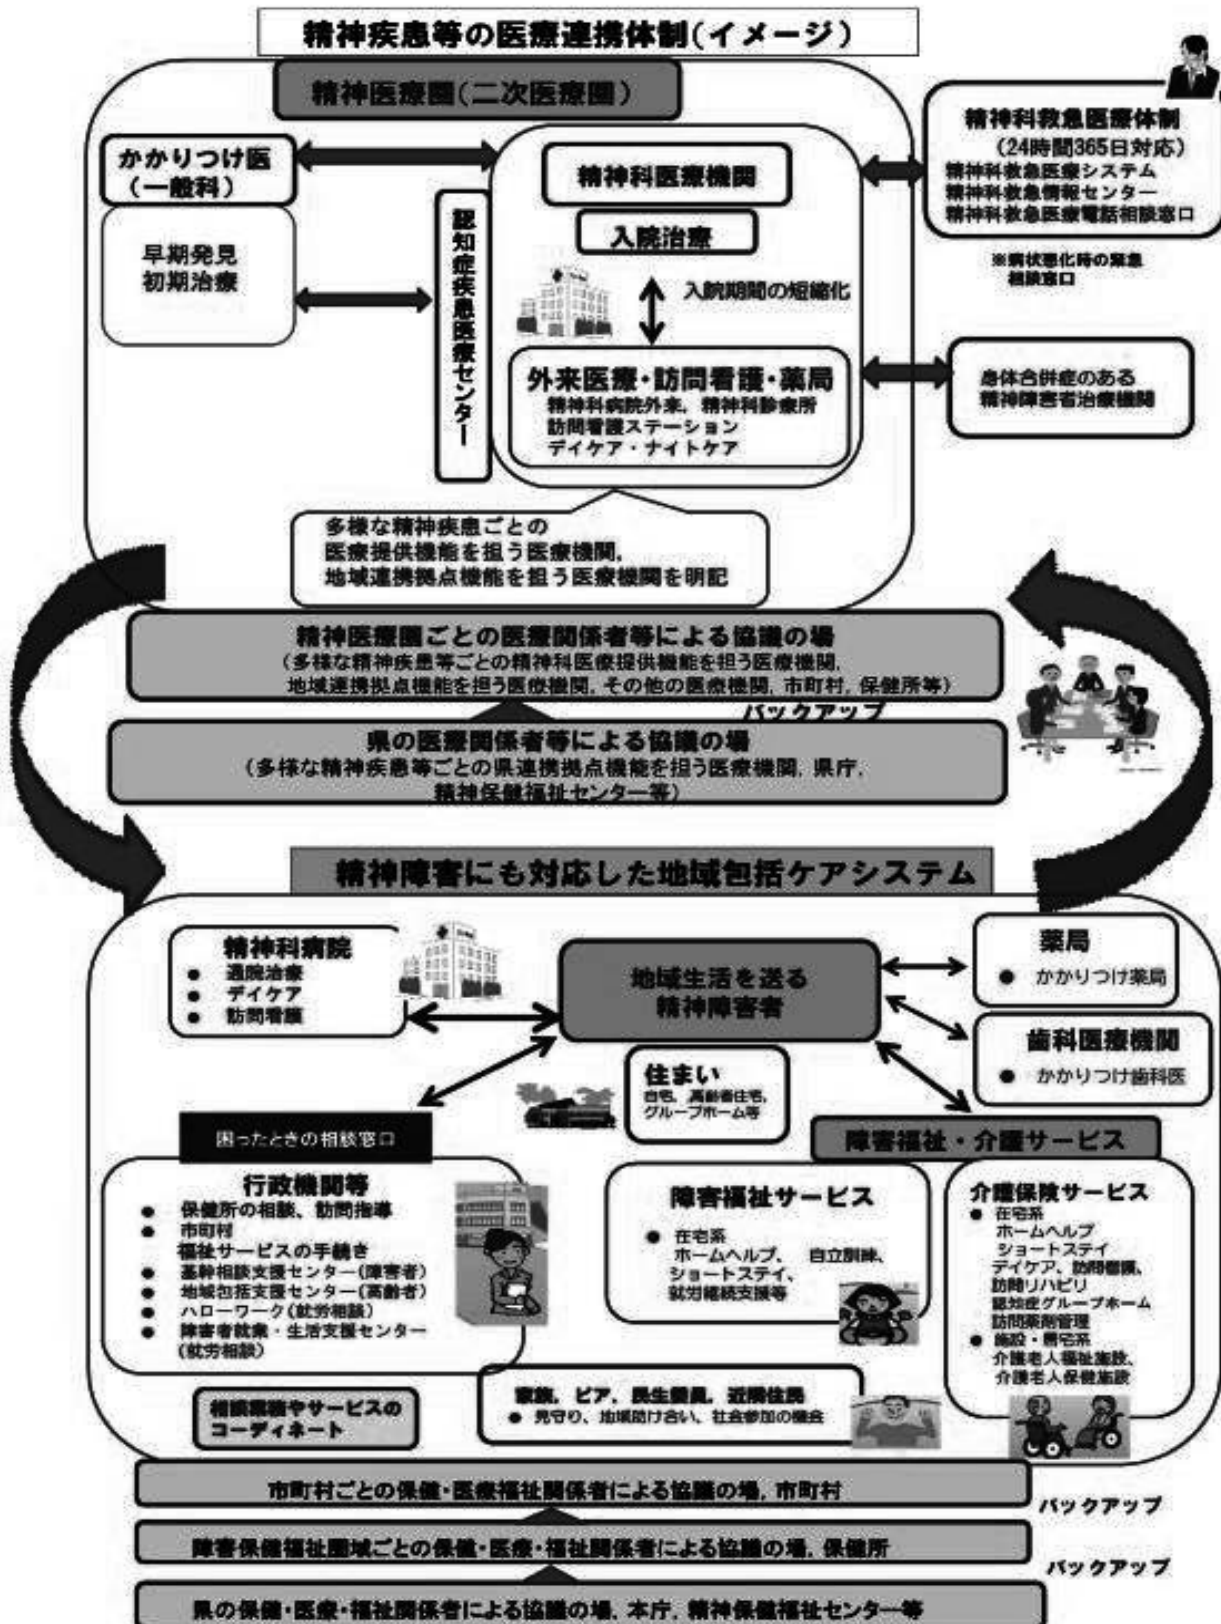 精神疾患等の医療連携体制(イメージ)
精神医療圏(二次医療圏)
かかりつけ医
(一般科)
早期発見
初期治療
認知症疾患医療センター
精神科医療機関
入院治療
入院期間の短縮化
外来医療・訪問看護・薬局
精神科病院外来, 精神科診療所
訪問看護ステーション
デイケア・ナイトケア
精神科救急医療体制
(24時間365日対応)
精神科救急医療システム
精神科救急情報センター
精神科救急医療電話相談窓口
※病状悪化時の緊急
相談窓口
身体合併症のある
精神障害者治療機関
多様な精神疾患ごとの
医療提供機能を担う医療機関,
地域連携拠点機能を担う医療機関を明記
精神医療圏ごとの医療関係者等による協議の場
(多様な精神疾患等ごとの精神科医療提供機能を担う医療機関,
地域連携拠点機能を担う医療機関, その他の医療機関, 市町村, 保健所等)
バックアップ
県の医療関係者等による協議の場
(多様な精神疾患等ごとの県連携拠点機能を担う医療機関, 県庁,
精神保健福祉センター等)
精神障害にも対応した地域包括ケアシステム
精神科病院
● 通院治療
● デイケア
● 訪問看護
地域生活を送る
精神障害者
薬局
● かかりつけ薬局
歯科医療機関
● かかりつけ歯科医
住まい
自宅、高齢者住宅、
グループホーム等
困ったときの相談窓口
行政機関等
● 保健所の相談、訪問指導
● 市町村
福祉サービスの手続き
● 基幹相談支援センター(障害者)
● 地域包括支援センター(高齢者)
● ハローワーク(就労相談)
● 障害者就業・生活支援センター
(就労相談)
障害福祉・介護サービス
障害福祉サービス
● 在宅系
ホームヘルプ、 自立訓練、
ショートステイ、
就労継続支援等
介護保険サービス
● 在宅系
ホームヘルプ
ショートステイ
デイケア、訪問看護、
訪問リハビリ
認知症グループホーム
訪問薬剤管理
● 施設・居宅系
介護老人福祉施設、
介護老人保健施設
相談業務やサービスの
コーディネート
家族, ピア, 民生委員, 近隣住民
● 見守り、地域助け合い、社会参加の機会
市町村ごとの保健・医療福祉関係者による協議の場, 市町村
バックアップ
障害保健福祉圏域ごとの保健・医療・福祉関係者による協議の場, 保健所
バックアップ
県の保健・医療・福祉関係者による協議の場, 本庁, 精神保健福祉センター等